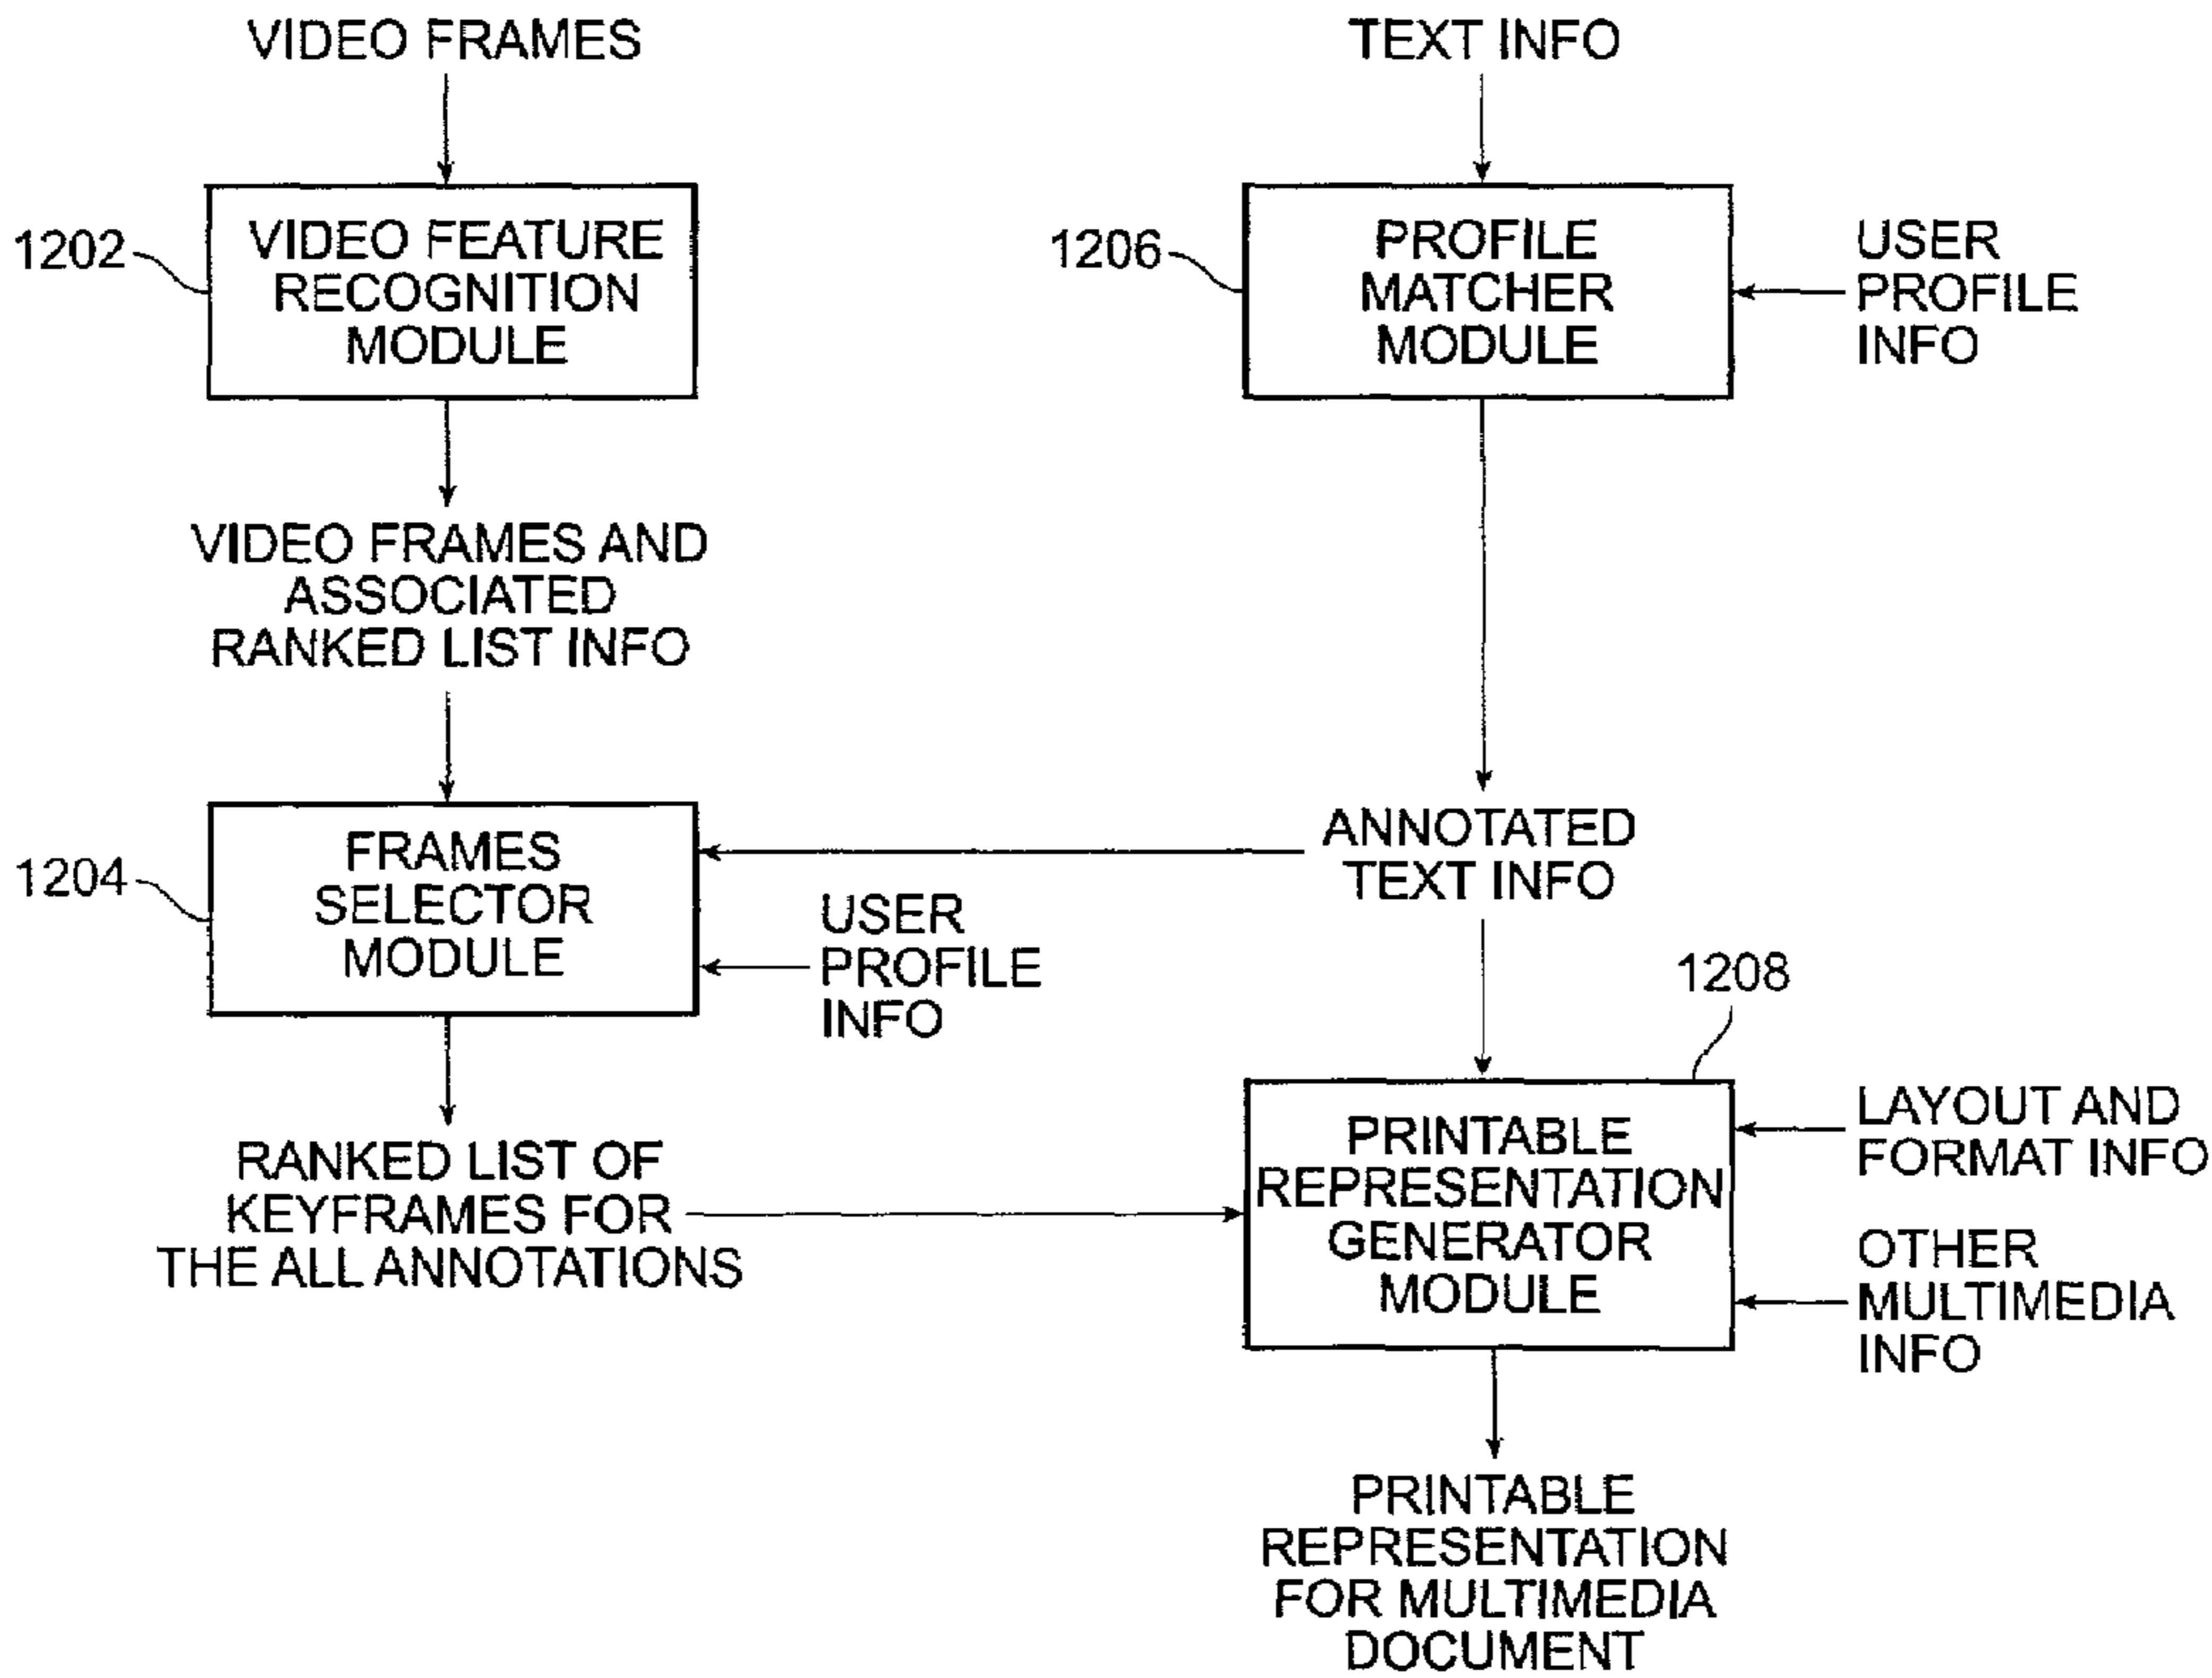 VIDEO FRAMES
TEXT INFO
1202
VIDEO FEATURE
RECOGNITION
MODULE
1206
PROFILE
MATCHER
MODULE
USER
PROFILE
INFO
VIDEO FRAMES AND
ASSOCIATED
RANKED LIST INFO
1204
FRAMES
SELECTOR
MODULE
USER
PROFILE
INFO
ANNOTATED
TEXT INFO
1208
RANKED LIST OF
KEYFRAMES FOR
THE ALL ANNOTATIONS
PRINTABLE
REPRESENTATION
GENERATOR
MODULE
LAYOUT AND
FORMAT INFO
OTHER
MULTIMEDIA
INFO
PRINTABLE
REPRESENTATION
FOR MULTIMEDIA
DOCUMENT